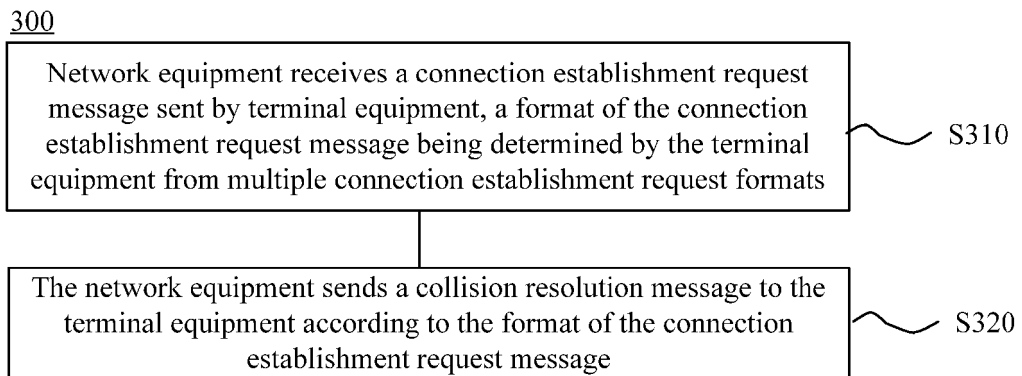 300
Network equipment receives a connection establishment request
message sent by terminal equipment, a format of the connection
establishment request message being determined by the terminal
equipment from multiple connection establishment request formats
S310
The network equipment sends a collision resolution message to the
terminal equipment according to the format of the connection
establishment request message
S320